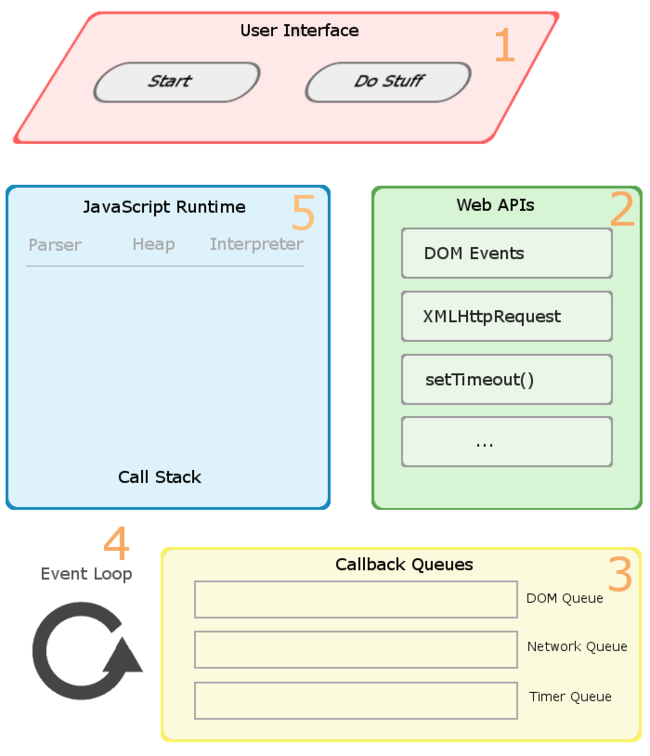 User Interface
1
Start
Do Stuff
JavaScript Runtime
5
Parser Heap Interpreter
Call Stack
Web APIs
2
DOM Events
XMLHttpRequest
setTimeout()
...
4
Event Loop
Callback Queues
3
DOM Queue
Network Queue
Timer Queue